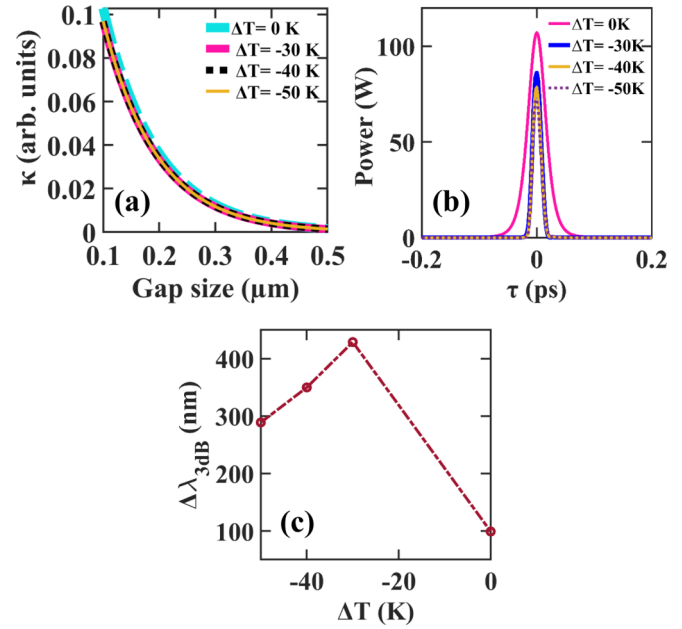 0.1
0.08
0.06
0.04
0.02
0
κ (arb. units)
ΔT= 0 K
ΔT= -30 K
ΔT= -40 K
ΔT= -50 K
(a)
0.1 0.2 0.3 0.4 0.5
Gap size (µm)
100
50
0
Power (W)
ΔT= 0K
ΔT= -30K
ΔT= -40K
ΔT= -50K
(b)
-0.2 0 0.2
τ (ps)
400
300
200
100
Δλ3dB (nm)
(c)
-40 -20 0
ΔT (K)